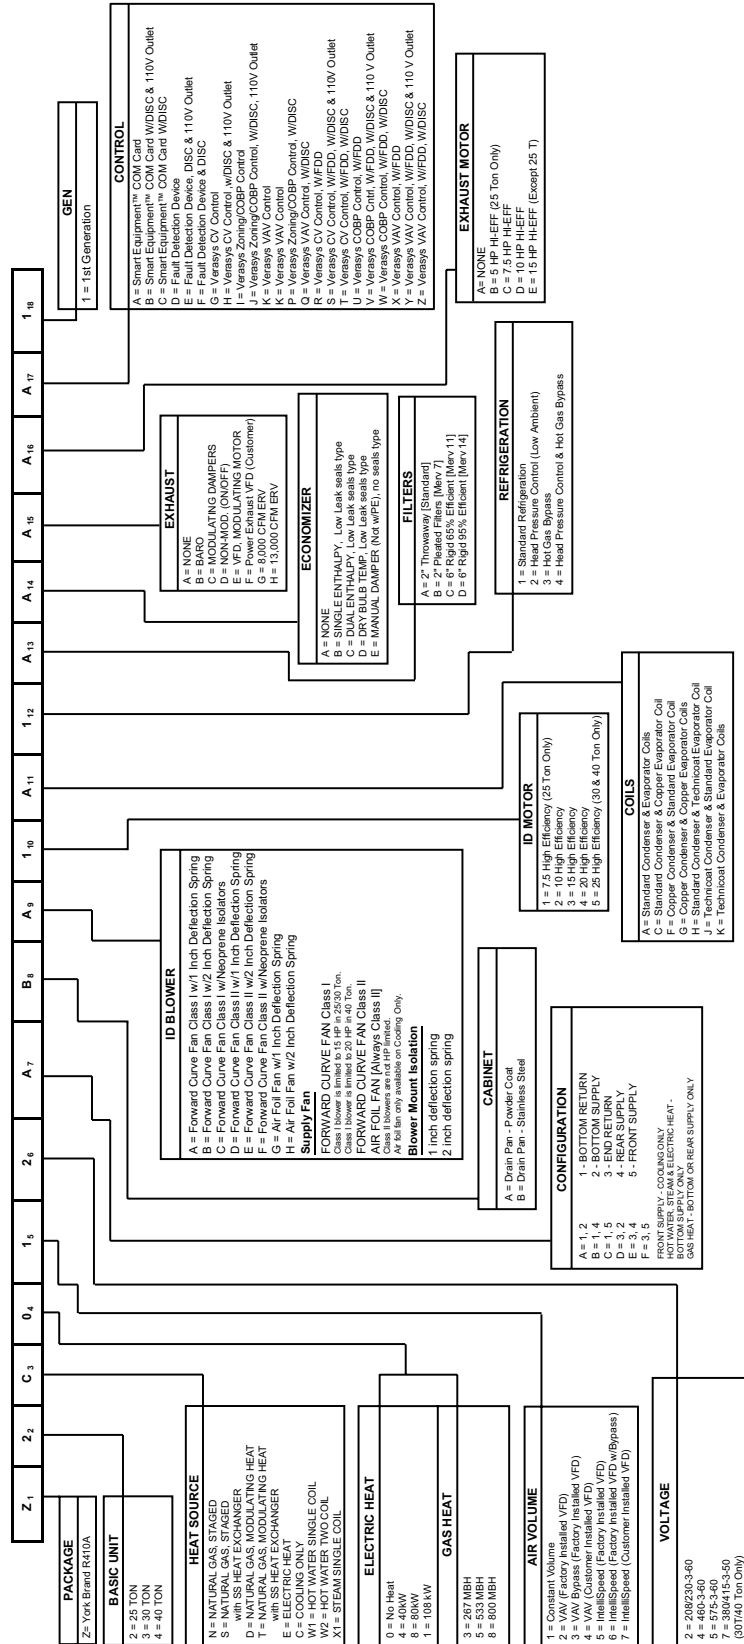 Z 1
2 2
C 3
0 4
1 5
2 6
A 7
B 8
A 9
1 10
A 11
1 12
A 13
A 14
A 15
A 16
A 17
1 18
PACKAGE
Z= York Brand R410A
BASIC UNIT
2 = 25 TON
3 = 30 TON
4 = 40 TON
HEAT SOURCE
N = NATURAL GAS, STAGED
S = NATURAL GAS, STAGED
with SS HEAT EXCHANGER
D = NATURAL GAS, MODULATING HEAT
T = NATURAL GAS, MODULATING HEAT
with SS HEAT EXCHANGER
E = ELECTRIC HEAT
C = COOLING ONLY
W1 = HOT WATER SINGLE COIL
W2 = HOT WATER TWO COIL
X1 = STEAM SINGLE COIL
ELECTRIC HEAT
0 = No Heat
4 = 40kW
8 = 80kW
1 = 108 kW
GAS HEAT
3 = 267 MBH
5 = 533 MBH
8 = 800 MBH
AIR VOLUME
1 = Constant Volume
2 = VAV (Factory Installed VFD)
3 = VAV Bypass (Factory Installed VFD)
4 = VAV (Customer Installed VFD)
5 = IntelliSpeed (Factory Installed VFD)
6 = IntelliSpeed (Factory Installed VFD w/Bypass)
7 = IntelliSpeed (Customer Installed VFD)
VOLTAGE
2 = 208/230-3-60
4 = 460-3-60
5 = 575-3-60
7 = 380/415-3-50
(30T/40 Ton Only)
CONFIGURATION
A = 1, 2 1 - BOTTOM RETURN
B = 1, 4 2 - BOTTOM SUPPLY
C = 1, 5 3 - END RETURN
D = 3, 2 4 - REAR SUPPLY
E = 3, 4 5 - FRONT SUPPLY
F = 3, 5
FRONT SUPPLY - COOLING ONLY
HOT WATER, STEAM & ELECTRIC HEAT -
BOTTOM SUPPLY ONLY
GAS HEAT - BOTTOM OR REAR SUPPLY ONLY
CABINET
A = Drain Pan - Powder Coat
B = Drain Pan - Stainless Steel
ID BLOWER
A = Forward Curve Fan Class I w/1 Inch Deflection Spring
B = Forward Curve Fan Class I w/2 Inch Deflection Spring
C = Forward Curve Fan Class I w/Neoprene Isolators
D = Forward Curve Fan Class II w/1 Inch Deflection Spring
E = Forward Curve Fan Class II w/2 Inch Deflection Spring
F = Forward Curve Fan Class II w/Neoprene Isolators
G = Air Foil Fan w/1 Inch Deflection Spring
H = Air Foil Fan w/2 Inch Deflection Spring
Supply Fan
FORWARD CURVE FAN Class I
Class I blower is limited to 15 HP in 25/30 Ton.
Class I blower is limited to 20 HP in 40 Ton.
FORWARD CURVE FAN Class II
AIR FOIL FAN [Always Class II]
Class II blowers are not HP limited.
Air foil fan only available on Cooling Only.
Blower Mount Isolation
1 inch deflection spring
2 inch deflection spring
ID MOTOR
1 = 7.5 High Efficiency (25 Ton Only)
2 = 10 High Efficiency
3 = 15 High Efficiency
4 = 20 High Efficiency
5 = 25 High Efficiency (30 & 40 Ton Only)
COILS
A = Standard Condenser & Evaporator Coils
C = Standard Condenser & Copper Evaporator Coil
F = Copper Condenser & Standard Evaporator Coil
G = Copper Condenser & Copper Evaporator Coils
H = Standard Condenser & Technicoat Evaporator Coil
J = Technicoat Condenser & Standard Evaporator Coil
K = Technicoat Condenser & Evaporator Coils
REFRIGERATION
1 = Standard Refrigeration
2 = Head Pressure Control (Low Ambient)
3 = Hot Gas Bypass
4 = Head Pressure Control & Hot Gas Bypass
FILTERS
A = 2" Throwaway [Standard]
B = 2" Pleated Filters [Merv 7]
C = 6" Rigid 65% Efficient [Merv 11]
D = 6" Rigid 95% Efficient [Merv 14]
ECONOMIZER
A = NONE
B = SINGLE ENTHALPY, Low Leak seals type
C = DUAL ENTHALPY, Low Leak seals type
D = DRY BULB TEMP, Low Leak seals type
E = MANUAL DAMPER (Not w/PE), no seals type
EXHAUST
A = NONE
B = BARO
C = MODULATING DAMPERS
D = NON-MOD. (ON/OFF)
E = VFD, MODULATING MOTOR
F = Power Exhaust VFD (Customer)
G = 8,000 CFM ERV
H = 13,000 CFM ERV
EXHAUST MOTOR
A= NONE
B = 5 HP HI-EFF (25 Ton Only)
C = 7.5 HP HI-EFF
D = 10 HP HI-EFF
E = 15 HP HI-EFF (Except 25 T)
CONTROL
A = Smart Equipment™ COM Card
B = Smart Equipment™ COM Card W/DISC & 110V Outlet
C = Smart Equipment™ COM Card W/DISC
D = Fault Detection Device
E = Fault Detection Device, DISC & 110V Outlet
F = Fault Detection Device & DISC
G = Verasys CV Control
H = Verasys CV Control ,w/DISC & 110V Outlet
I = Verasys Zoning/COBP Control
J = Verasys Zoning/COBP Control, W/DISC, 110V Outlet
K = Verasys VAV Control
K = Verasys VAV Control
P = Verasys Zoning/COBP Control, W/DISC
Q = Verasys VAV Control, W/DISC
R = Verasys CV Control, W/FDD
S = Verasys CV Control, W/FDD, W/DISC & 110V Outlet
T = Verasys CV Control, W/FDD, W/DISC
U = Verasys COBP Control, W/FDD
V = Verasys COBP Cntrl. W/FDD, W/DISC & 110 V Outlet
W = Verasys COBP Control, W/FDD, W/DISC
X = Verasys VAV Control, W/FDD
Y = Verasys VAV Control, W/FDD, W/DISC & 110 V Outlet
Z = Verasys VAV Control, W/FDD, W/DISC
GEN
1 = 1st Generation